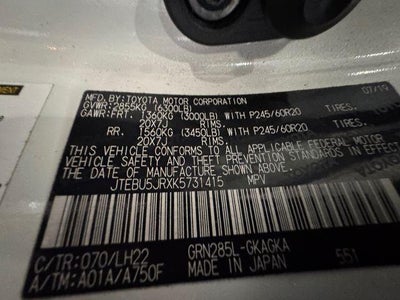 MFD. BY:TOYOTA MOTOR CORPORATION 07/19
GVWR:2855KG (6300LB)
GAWR:FRT. 1360KG (3000LB) WITH P245/60R20 TIRES,
20X7J RIMS,
RR. 1560KG (3450LB) WITH P245/60R20 TIRES,
20X7J RIMS,
THIS VEHICLE CONFORMS TO ALL APPLICABLE FEDERAL MOTOR
VEHICLE SAFETY AND THEFT PREVENTION STANDARDS IN EFFECT ON
THE DATE OF MANUFACTURE SHOWN ABOVE.
JTEBU5JRXK5731415 MPV
C/TR:070/LH22 GRN285L-GKAGKA
A/TM:A01A/A750F MADE IN JAPAN 551